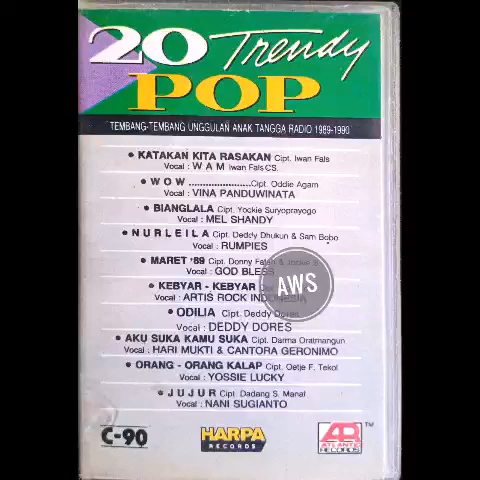 20 Trendy
POP
TEMBANG-TEMBANG UNGGULAN ANAK TANGGA RADIO 1989-1990
• KATAKAN KITA RASAKAN Cipt. Iwan Fals
Vocal : W A M Iwan Fals CS.
• W O W ...................... Cipt. Oddie Agam
Vocal : VINA PANDUWINATA
• BIANGLALA Cipt. Yockie Suryoprayogo
Vocal : MEL SHANDY
• N U R L E I L A Cipt. Deddy Dhukun & Sam Bobo
Vocal : RUMPIES
• MARET '89 Cipt. Donny Fatah &
Vocal : GOD BLESS
• KEBYAR - KEBYAR
Vocal : ARTIS ROCK INDONESIA
• ODILIA Cipt. Deddy Dores
Vocal : DEDDY DORES
• AKU SUKA KAMU SUKA Cipt. Darma Oratmangun
Vocal : HARI MUKTI & CANTORA GERONIMO
• ORANG - ORANG KALAP Cipt. Oetje F. Tekol
Vocal : YOSSIE LUCKY
• J U J U R Cipt. Dadang S. Manaf
Vocal : NANI SUGIANTO
AWS
C-90
HARPA
RECORDS
AR
ATLANTIC
RECORDS
TM